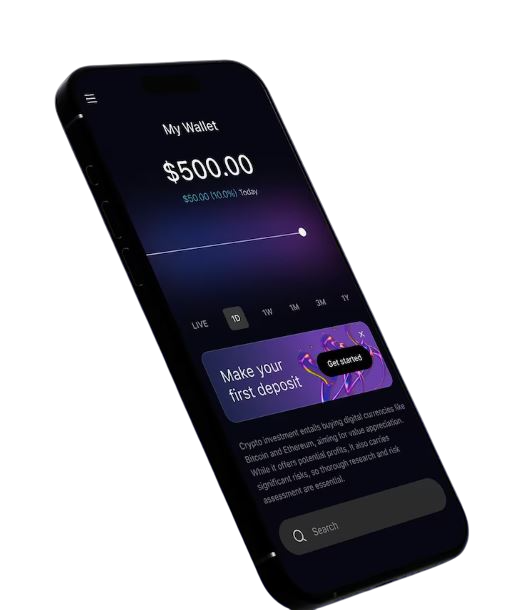 My Wallet
$500.00
$50.00 (10.0%) Today
LIVE 1D 1W 1M 3M 1Y
Make your
first deposit
Get started
Crypto investment entails buying digital currencies like
Bitcoin and Ethereum, aiming for value appreciation.
While it offers potential profits, it also carries
significant risks, so thorough research and risk
assessment are essential.
Search